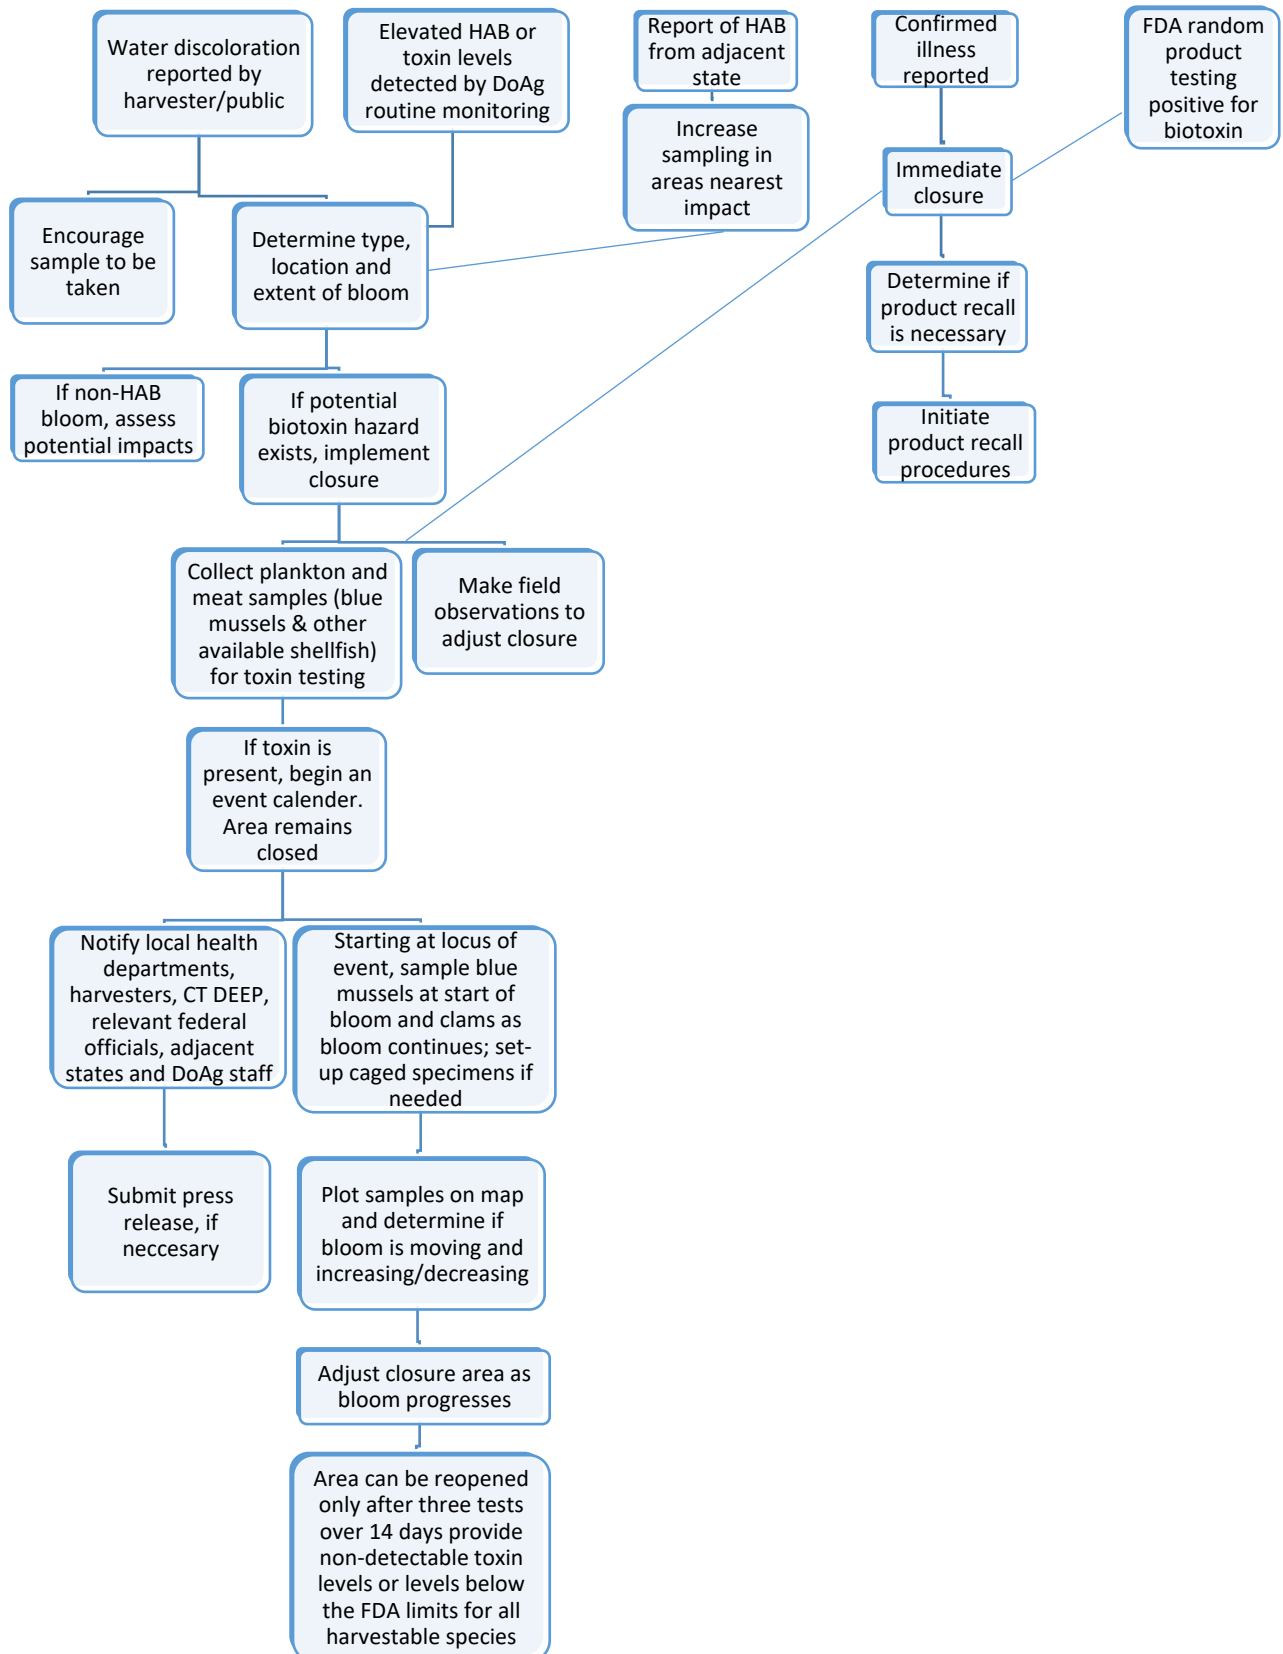 Water discoloration
reported by
harvester/public
Elevated HAB or
toxin levels
detected by DoAg
routine monitoring
Report of HAB
from adjacent
state
Confirmed
illness
reported
FDA random
product
testing
positive for
biotoxin
Increase
sampling in
areas nearest
impact
Immediate
closure
Encourage
sample to be
taken
Determine type,
location and
extent of bloom
Determine if
product recall
is necessary
If non-HAB
bloom, assess
potential impacts
If potential
biotoxin hazard
exists, implement
closure
Initiate
product recall
procedures
Collect plankton and
meat samples (blue
mussels & other
available shellfish)
for toxin testing
Make field
observations to
adjust closure
If toxin is
present, begin an
event calender.
Area remains
closed
Notify local health
departments,
harvesters, CT DEEP,
relevant federal
officials, adjacent
states and DoAg staff
Starting at locus of
event, sample blue
mussels at start of
bloom and clams as
bloom continues; set-
up caged specimens if
needed
Submit press
release, if
neccesary
Plot samples on map
and determine if
bloom is moving and
increasing/decreasing
Adjust closure area as
bloom progresses
Area can be reopened
only after three tests
over 14 days provide
non-detectable toxin
levels or levels below
the FDA limits for all
harvestable species